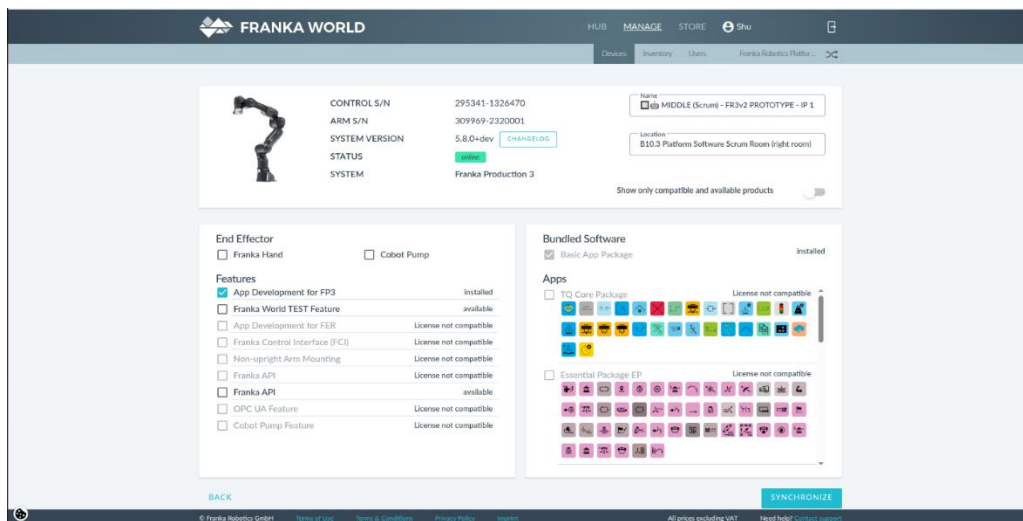 FRANKA WORLD
HUB MANAGE STORE Shu
Devices Inventory Users Franka Robotics Platfor...
CONTROL S/N 295341-1326470
ARM S/N 309969-2320001
SYSTEM VERSION 5.8.0+dev CHANGELOG
STATUS online
SYSTEM Franka Production 3
Name
MIDDLE (Scrum) - FR3v2 PROTOTYPE - IP 1
Location
B10.3 Platform Software Scrum Room (right room)
Show only compatible and available products
End Effector
Franka Hand Cobot Pump
Features
App Development for FP3 installed
Franka World TEST Feature available
App Development for FER License not compatible
Franka Control Interface (FCI) License not compatible
Non-upright Arm Mounting License not compatible
Franka API License not compatible
Franka API available
OPC UA Feature License not compatible
Cobot Pump Feature License not compatible
Bundled Software
Basic App Package installed
Apps
TQ Core Package License not compatible
Essential Package EP License not compatible
BACK
SYNCHRONIZE
© Franka Robotics GmbH Terms of Use Terms & Conditions Privacy Policy Imprint All prices excluding VAT Need help? Contact support